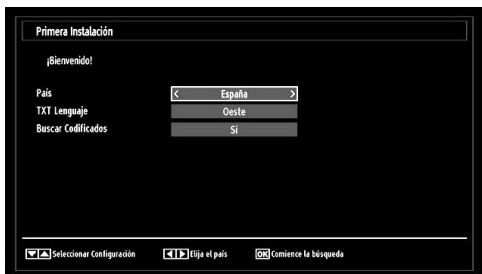 Primera Instalación
¡Bienvenido!
País < España >
TXT Lenguaje Oeste
Buscar Codificados Si
Seleccionar Configuración Elija el país OK Comience la búsqueda